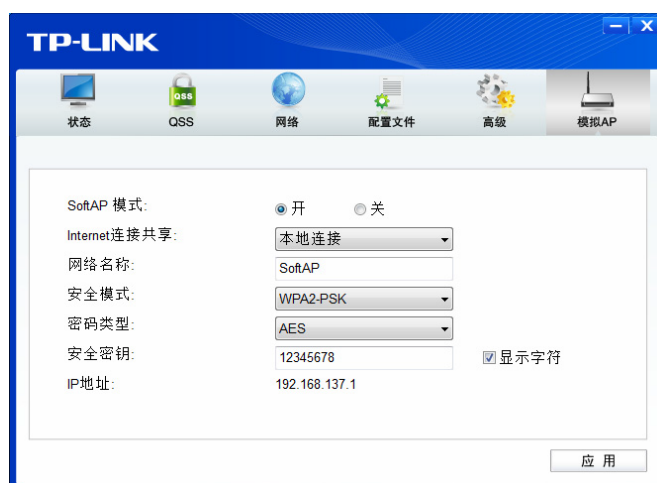 TP-LINK
QSS
状态 QSS 网络 配置文件 高级 模拟AP
SoftAP 模式: 开 关
Internet连接共享: 本地连接
网络名称: SoftAP
安全模式: WPA2-PSK
密码类型: AES
安全密钥: 12345678 显示字符
IP地址: 192.168.137.1
应 用